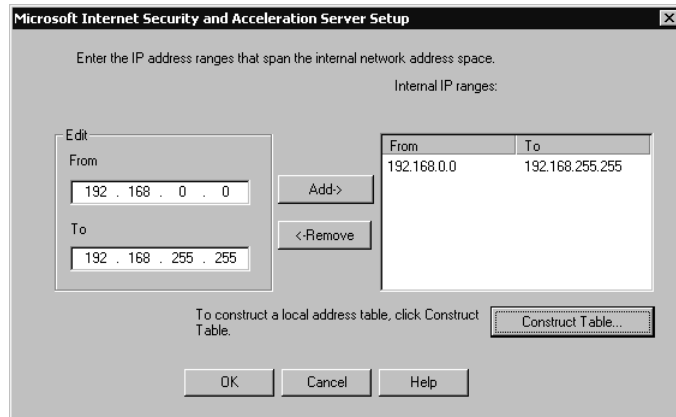 Microsoft Internet Security and Acceleration Server Setup
Enter the IP address ranges that span the internal network address space.
Internal IP ranges:
Edit
From
192 . 168 . 0 . 0
To
192 . 168 . 255 . 255
Add->
<-Remove
From To
192.168.0.0 192.168.255.255
To construct a local address table, click Construct
Table.
Construct Table...
OK Cancel Help